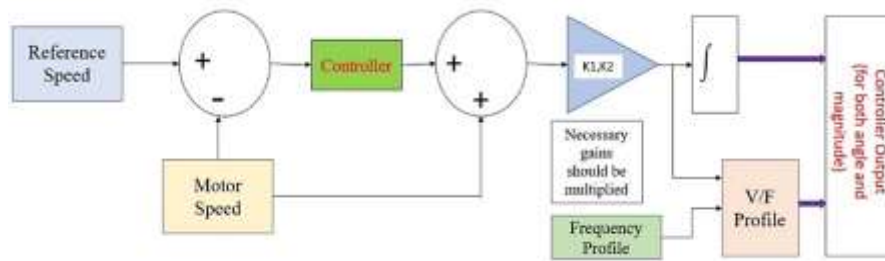 Reference
Speed
+
-
Controller
+
+
K1,K2
∫
Necessary
gains
should be
multiplied
Motor
Speed
Frequency
Profile
V/F
Profile
Controller Output
(for both angle and
magnitude)